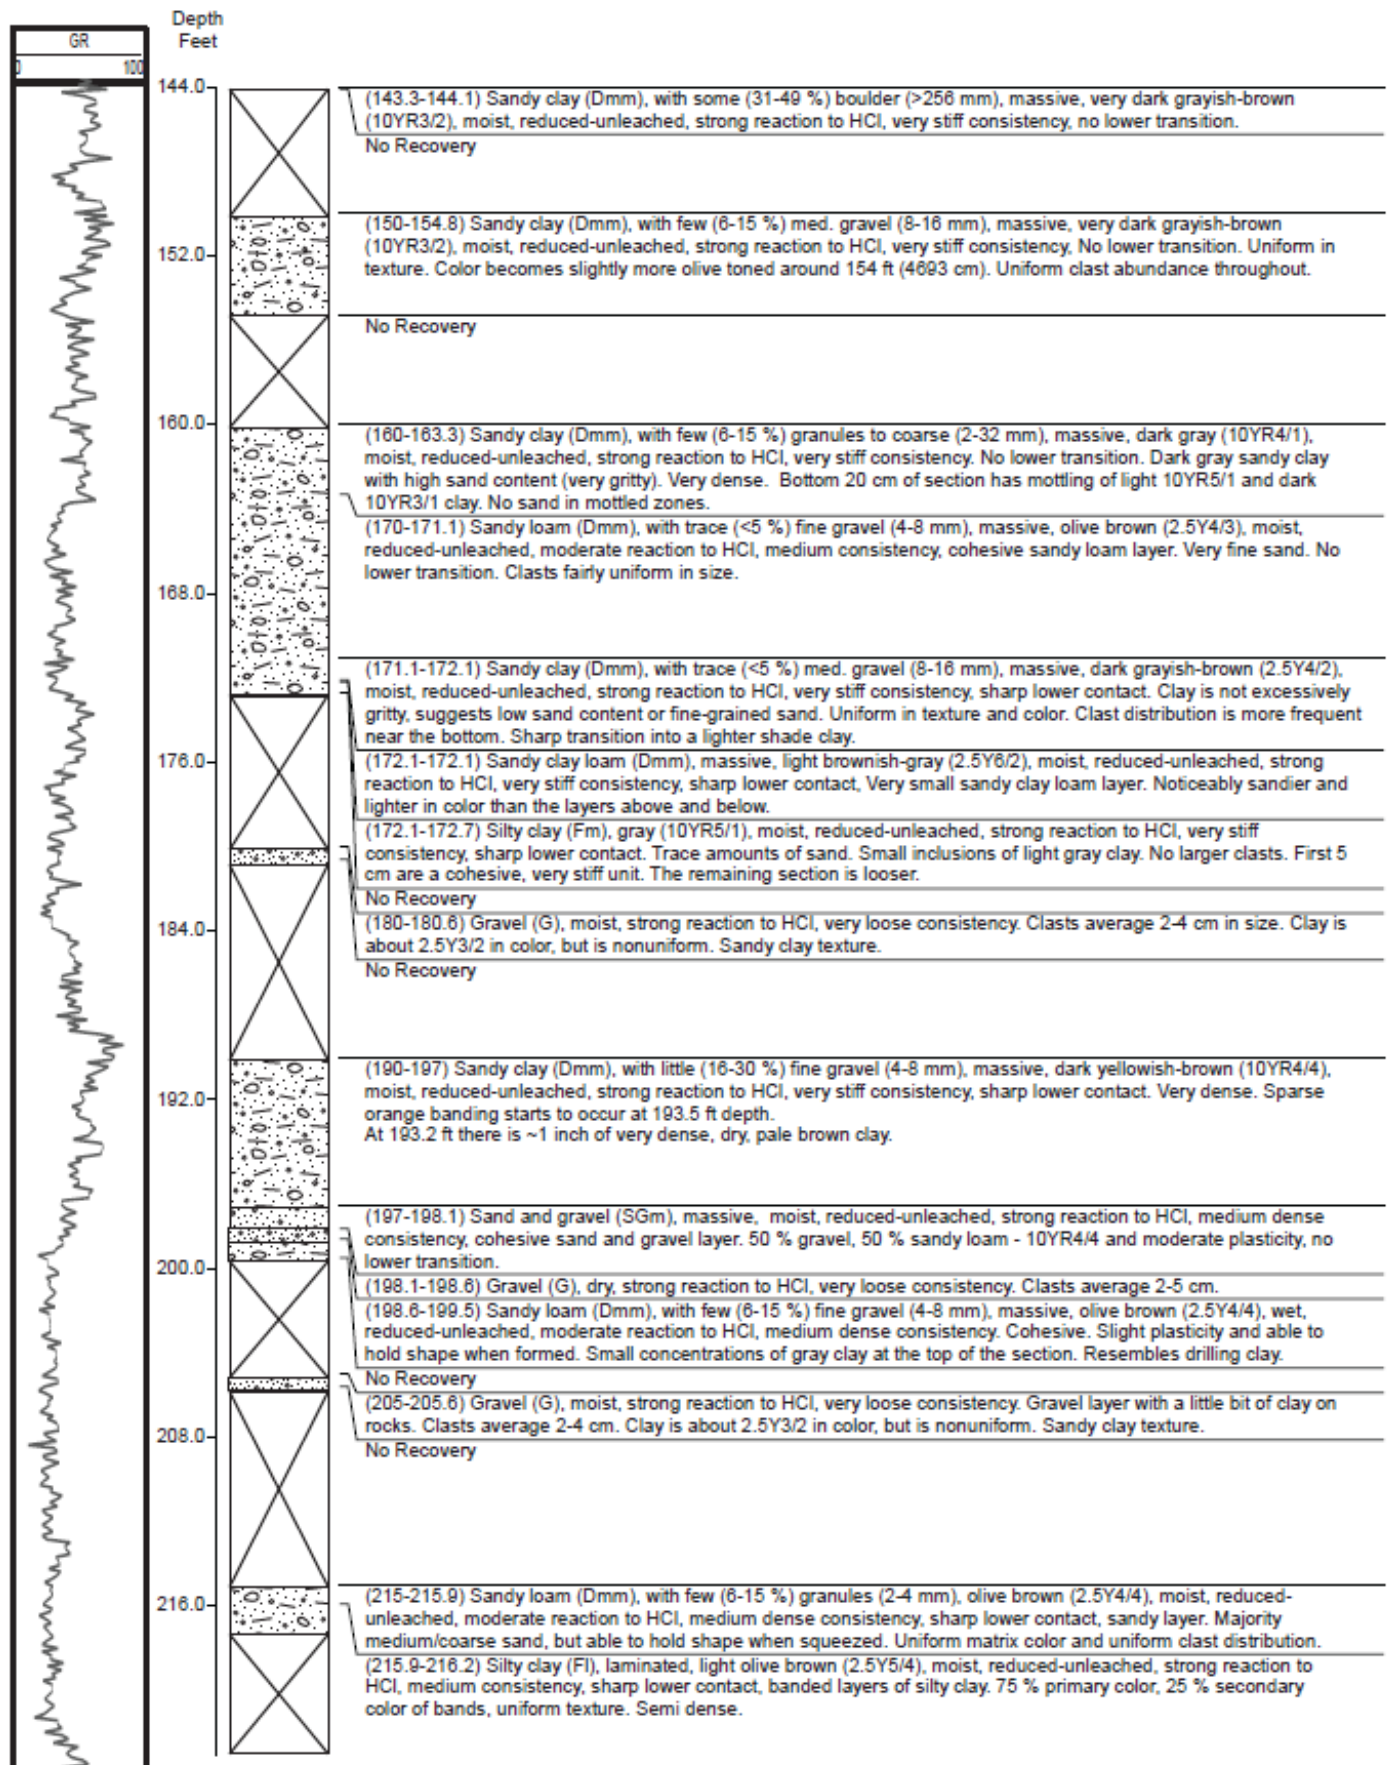 Depth
Feet
GR
0 100
144.0
(143.3-144.1) Sandy clay (Dmm), with some (31-49 %) boulder (>256 mm), massive, very dark grayish-brown
(10YR3/2), moist, reduced-unleached, strong reaction to HCl, very stiff consistency, no lower transition.
No Recovery
(150-154.8) Sandy clay (Dmm), with few (6-15 %) med. gravel (8-16 mm), massive, very dark grayish-brown
(10YR3/2), moist, reduced-unleached, strong reaction to HCl, very stiff consistency, No lower transition. Uniform in
152.0
texture. Color becomes slightly more olive toned around 154 ft (4693 cm). Uniform clast abundance throughout.
No Recovery
160.0
(160-163.3) Sandy clay (Dmm), with few (6-15 %) granules to coarse (2-32 mm), massive, dark gray (10YR4/1),
moist, reduced-unleached, strong reaction to HCl, very stiff consistency. No lower transition. Dark gray sandy clay
with high sand content (very gritty). Very dense. Bottom 20 cm of section has mottling of light 10YR5/1 and dark
10YR3/1 clay. No sand in mottled zones.
(170-171.1) Sandy loam (Dmm), with trace (<5 %) fine gravel (4-8 mm), massive, olive brown (2.5Y4/3), moist,
reduced-unleached, moderate reaction to HCl, medium consistency, cohesive sandy loam layer. Very fine sand. No
lower transition. Clasts fairly uniform in size.
168.0
(171.1-172.1) Sandy clay (Dmm), with trace (<5 %) med. gravel (8-16 mm), massive, dark grayish-brown (2.5Y4/2),
moist, reduced-unleached, strong reaction to HCl, very stiff consistency, sharp lower contact. Clay is not excessively
gritty, suggests low sand content or fine-grained sand. Uniform in texture and color. Clast distribution is more frequent
near the bottom. Sharp transition into a lighter shade clay.
176.0
(172.1-172.1) Sandy clay loam (Dmm), massive, light brownish-gray (2.5Y6/2), moist, reduced-unleached, strong
reaction to HCl, very stiff consistency, sharp lower contact, Very small sandy clay loam layer. Noticeably sandier and
lighter in color than the layers above and below.
(172.1-172.7) Silty clay (Fm), gray (10YR5/1), moist, reduced-unleached, strong reaction to HCl, very stiff
consistency, sharp lower contact. Trace amounts of sand. Small inclusions of light gray clay. No larger clasts. First 5
cm are a cohesive, very stiff unit. The remaining section is looser.
No Recovery
(180-180.6) Gravel (G), moist, strong reaction to HCl, very loose consistency. Clasts average 2-4 cm in size. Clay is
184.0
about 2.5Y3/2 in color, but is nonuniform. Sandy clay texture.
No Recovery
(190-197) Sandy clay (Dmm), with little (16-30 %) fine gravel (4-8 mm), massive, dark yellowish-brown (10YR4/4),
moist, reduced-unleached, strong reaction to HCl, very stiff consistency, sharp lower contact. Very dense. Sparse
192.0
orange banding starts to occur at 193.5 ft depth.
At 193.2 ft there is ~1 inch of very dense, dry, pale brown clay.
(197-198.1) Sand and gravel (SGm), massive, moist, reduced-unleached, strong reaction to HCl, medium dense
consistency, cohesive sand and gravel layer. 50 % gravel, 50 % sandy loam - 10YR4/4 and moderate plasticity, no
lower transition.
200.0
(198.1-198.6) Gravel (G), dry, strong reaction to HCl, very loose consistency. Clasts average 2-5 cm.
(198.6-199.5) Sandy loam (Dmm), with few (6-15 %) fine gravel (4-8 mm), massive, olive brown (2.5Y4/4), wet,
reduced-unleached, moderate reaction to HCl, medium dense consistency. Cohesive. Slight plasticity and able to
hold shape when formed. Small concentrations of gray clay at the top of the section. Resembles drilling clay.
No Recovery
(205-205.6) Gravel (G), moist, strong reaction to HCl, very loose consistency. Gravel layer with a little bit of clay on
rocks. Clasts average 2-4 cm. Clay is about 2.5Y3/2 in color, but is nonuniform. Sandy clay texture.
208.0
No Recovery
(215-215.9) Sandy loam (Dmm), with few (6-15 %) granules (2-4 mm), olive brown (2.5Y4/4), moist, reduced-
216.0
unleached, moderate reaction to HCl, medium dense consistency, sharp lower contact, sandy layer. Majority
medium/coarse sand, but able to hold shape when squeezed. Uniform matrix color and uniform clast distribution.
(215.9-216.2) Silty clay (Fl), laminated, light olive brown (2.5Y5/4), moist, reduced-unleached, strong reaction to
HCl, medium consistency, sharp lower contact, banded layers of silty clay. 75 % primary color, 25 % secondary
color of bands, uniform texture. Semi dense.